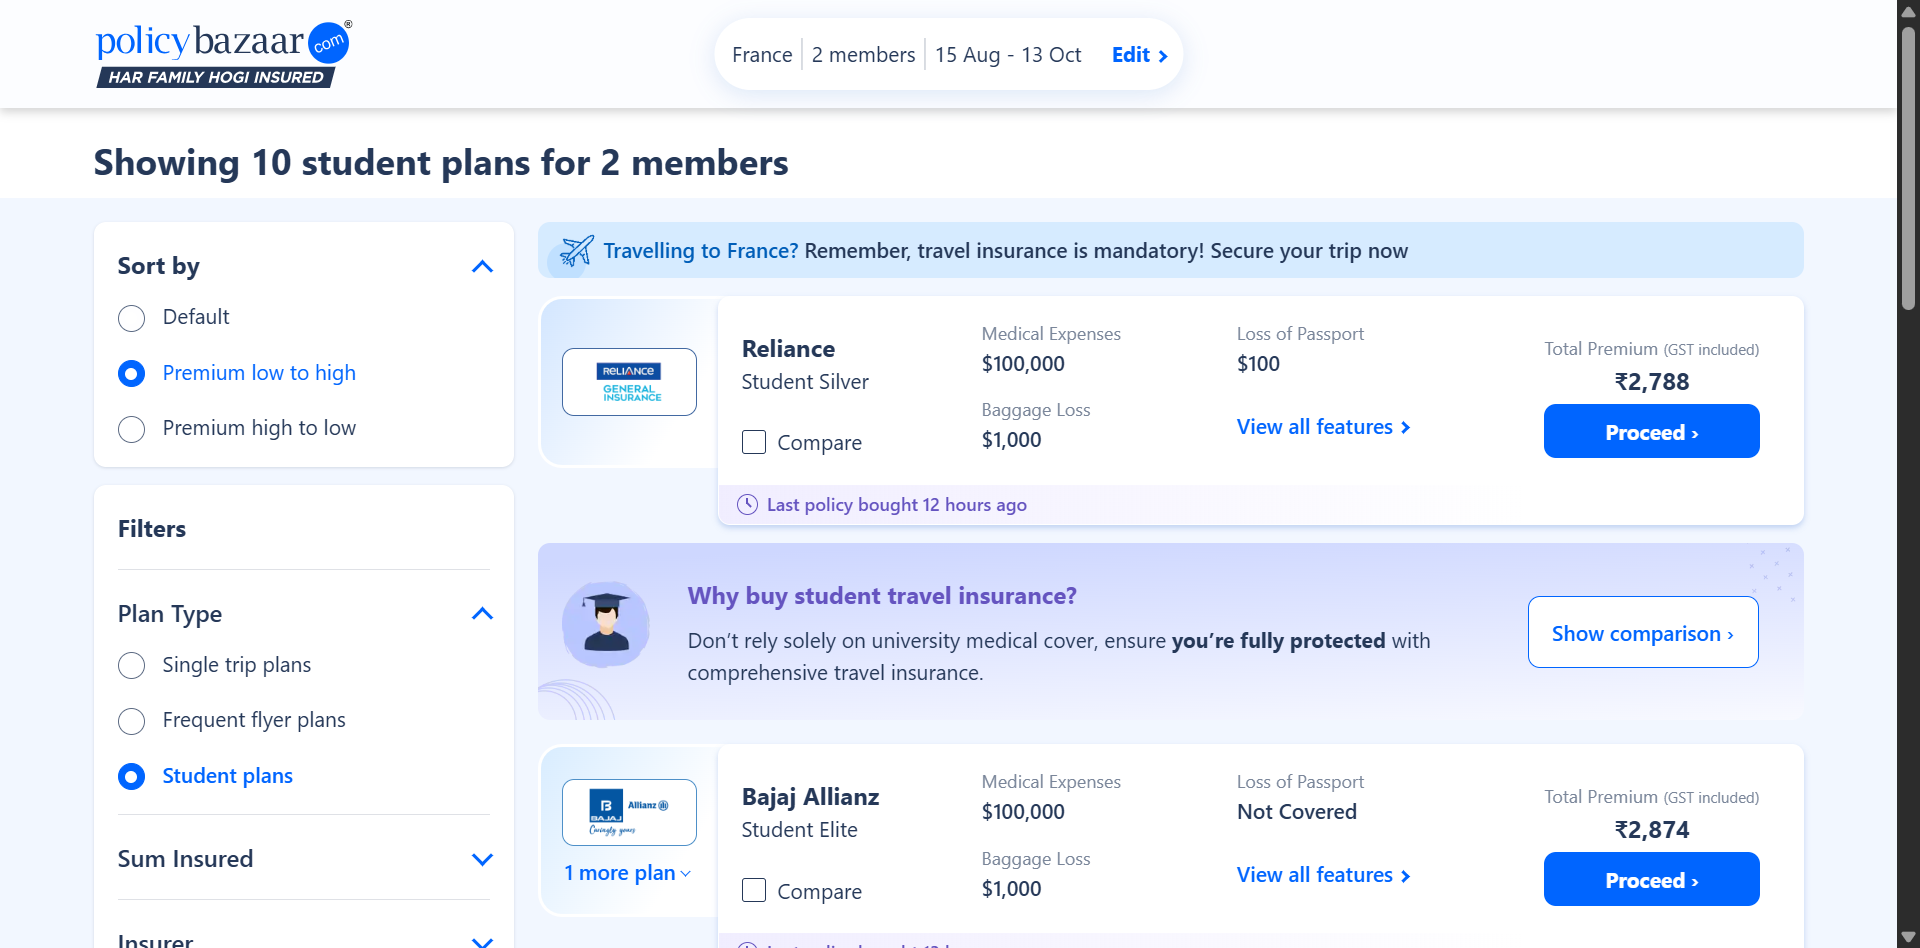 policybazaar.com®
HAR FAMILY HOGI INSURED
France | 2 members | 15 Aug - 13 Oct Edit ›
Showing 10 student plans for 2 members
Sort by
Default
Premium low to high
Premium high to low
Filters
Plan Type
Single trip plans
Frequent flyer plans
Student plans
Sum Insured
Insurer
Travelling to France? Remember, travel insurance is mandatory! Secure your trip now
RELIANCE
GENERAL
INSURANCE
Reliance
Student Silver
Compare
Medical Expenses
$100,000
Baggage Loss
$1,000
Loss of Passport
$100
View all features ›
Total Premium (GST included)
₹2,788
Proceed ›
Last policy bought 12 hours ago
Why buy student travel insurance?
Don’t rely solely on university medical cover, ensure you’re fully protected with
comprehensive travel insurance.
Show comparison ›
B
BAJAJ Allianz
Caringly yours
1 more plan
Bajaj Allianz
Student Elite
Compare
Medical Expenses
$100,000
Baggage Loss
$1,000
Loss of Passport
Not Covered
View all features ›
Total Premium (GST included)
₹2,874
Proceed ›